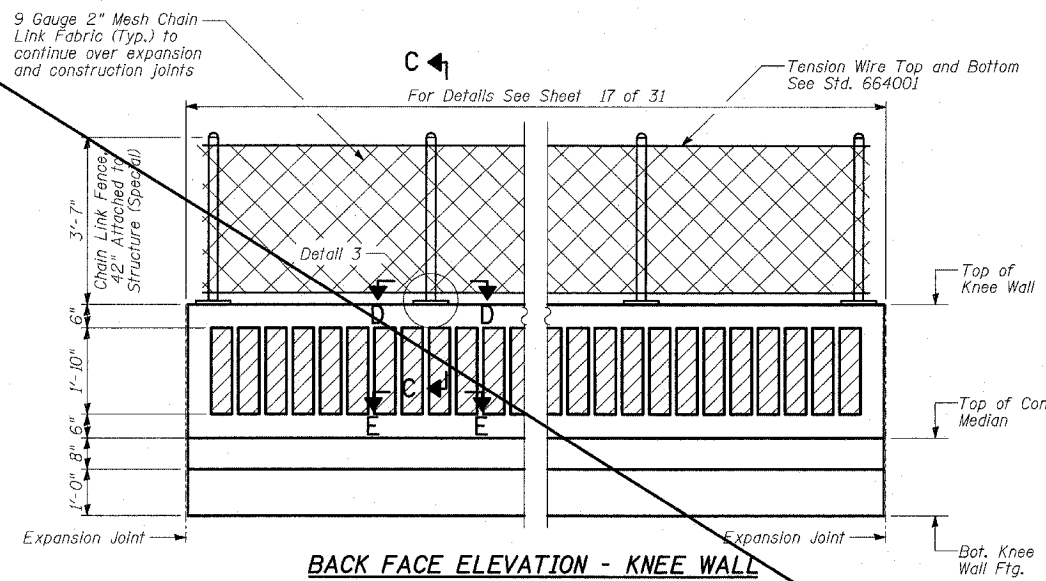 9 Gauge 2" Mesh Chain
Link Fabric (Typ.) to
continue over expansion
and construction joints
C
Tension Wire Top and Bottom
See Std. 664001
For Details See Sheet 17 of 31
3'-7"
Chain Link Fence,
42" Attached to
Structure (Special)
Detail 3
Top of
Knee Wall
D
D
6"
1'-10"
C
E
E
6"
Top of Con
Median
8"
1'-0"
Expansion Joint
Expansion Joint
Bot. Knee
Wall Ftg.
BACK FACE ELEVATION - KNEE WALL